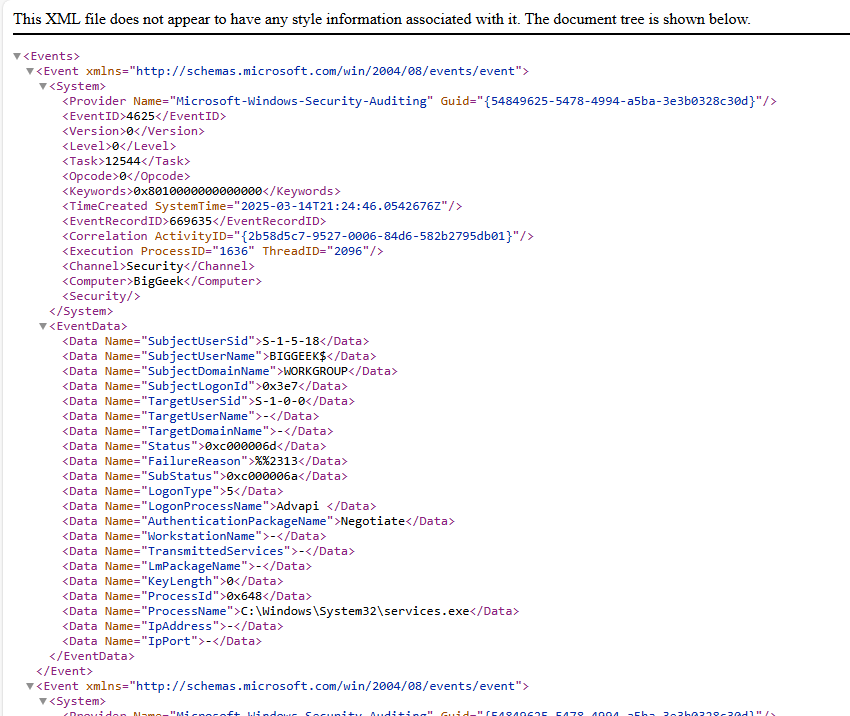 This XML file does not appear to have any style information associated with it. The document tree is shown below.
▼<Events>
▼<Event xmlns="http://schemas.microsoft.com/win/2004/08/events/event">
▼<System>
<Provider Name="Microsoft-Windows-Security-Auditing" Guid="{54849625-5478-4994-a5ba-3e3b0328c30d}"/>
<EventID>4625</EventID>
<Version>0</Version>
<Level>0</Level>
<Task>12544</Task>
<Opcode>0</Opcode>
<Keywords>0x8010000000000000</Keywords>
<TimeCreated SystemTime="2025-03-14T21:24:46.0542676Z"/>
<EventRecordID>669635</EventRecordID>
<Correlation ActivityID="{2b58d5c7-9527-0006-84d6-582b2795db01}"/>
<Execution ProcessID="1636" ThreadID="2096"/>
<Channel>Security</Channel>
<Computer>BigGeek</Computer>
<Security/>
</System>
▼<EventData>
<Data Name="SubjectUserSid">S-1-5-18</Data>
<Data Name="SubjectUserName">BIGGEEK$</Data>
<Data Name="SubjectDomainName">WORKGROUP</Data>
<Data Name="SubjectLogonId">0x3e7</Data>
<Data Name="TargetUserSid">S-1-0-0</Data>
<Data Name="TargetUserName">-</Data>
<Data Name="TargetDomainName">-</Data>
<Data Name="Status">0xc000006d</Data>
<Data Name="FailureReason">%%2313</Data>
<Data Name="SubStatus">0xc000006a</Data>
<Data Name="LogonType">5</Data>
<Data Name="LogonProcessName">Advapi </Data>
<Data Name="AuthenticationPackageName">Negotiate</Data>
<Data Name="WorkstationName">-</Data>
<Data Name="TransmittedServices">-</Data>
<Data Name="LmPackageName">-</Data>
<Data Name="KeyLength">0</Data>
<Data Name="ProcessId">0x648</Data>
<Data Name="ProcessName">C:\Windows\System32\services.exe</Data>
<Data Name="IpAddress">-</Data>
<Data Name="IpPort">-</Data>
</EventData>
</Event>
▼<Event xmlns="http://schemas.microsoft.com/win/2004/08/events/event">
▼<System>
<Provider Name="Microsoft-Windows-Security-Auditing" Guid="{54849625-5478-4994-a5ba-3e3b0328c30d}"/>